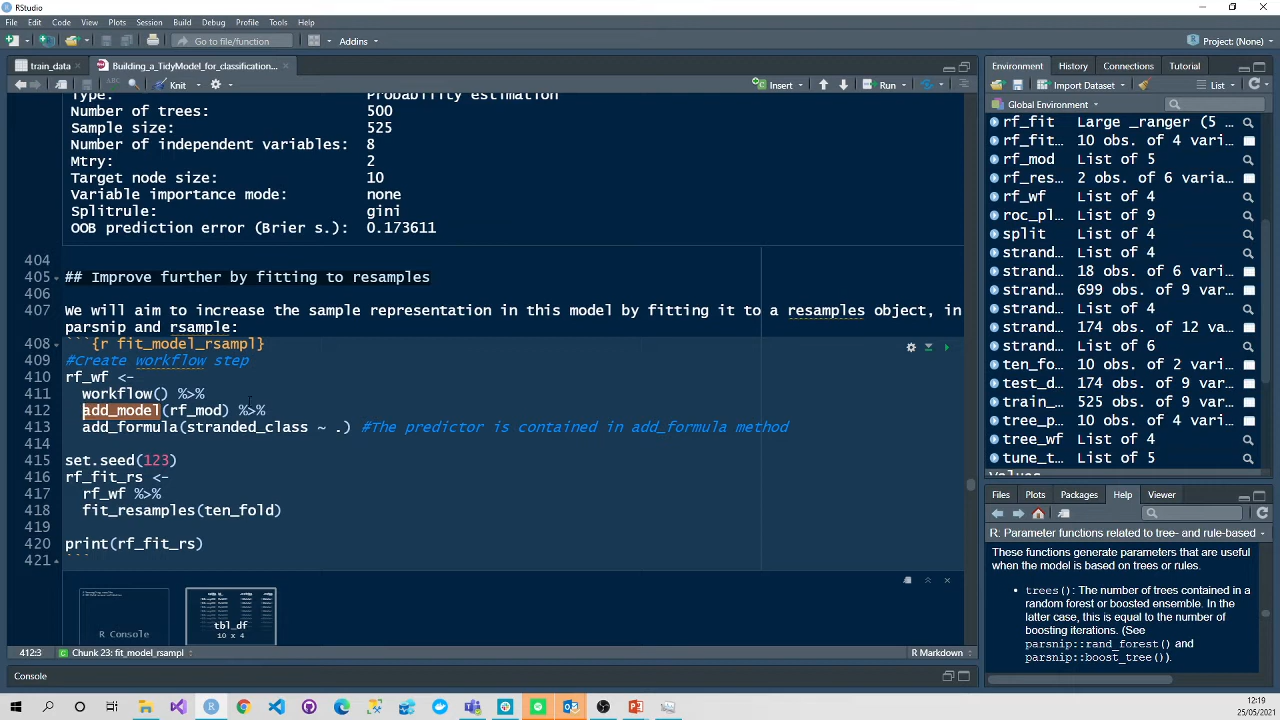 RStudio
File Edit Code View Plots Session Build Debug Profile Tools Help
Go to file/function
Addins
Project: (None)
train_data
Building_a_TidyModel_for_classification...
Knit
Insert
Run
Type: Probability estimation
Number of trees: 500
Sample size: 525
Number of independent variables: 8
Mtry: 2
Target node size: 10
Variable importance mode: none
Splitrule: gini
OOB prediction error (Brier s.): 0.173611
404
405 ## Improve further by fitting to resamples
406
407 We will aim to increase the sample representation in this model by fitting it to a resamples object, in
parsnip and rsample:
408 ```{r fit_model_rsampl}
409 #Create workflow step
410 rf_wf <-
411 workflow() %>%
412 add_model(rf_mod) %>%
413 add_formula(stranded_class ~ .) #The predictor is contained in add_formula method
414
415 set.seed(123)
416 rf_fit_rs <-
417 rf_wf %>%
418 fit_resamples(ten_fold)
419
420 print(rf_fit_rs)
421 ```
R Console
tbl_df
10 x 4
412:3 Chunk 23: fit_model_rsampl R Markdown
Console
Environment History Connections Tutorial
Import Dataset List
Global Environment
rf_fit Large _ranger (5 ...
rf_fit… 10 obs. of 4 vari…
rf_mod List of 5
rf_res… 2 obs. of 6 varia…
rf_wf List of 4
roc_pl… List of 9
split List of 4
strand… List of 4
strand… 18 obs. of 6 vari…
strand… 699 obs. of 9 var…
strand… List of 4
strand… 174 obs. of 12 va…
strand… List of 6
ten_fo… 10 obs. of 2 vari…
test_d… 174 obs. of 9 var…
train_… 525 obs. of 9 var…
tree_p… List of 4
tree_wf List of 4
tune_t… List of 5
Values
Files Plots Packages Help Viewer
R: Parameter functions related to tree- and rule-based
These functions generate parameters that are useful
when the model is based on trees or rules.
• trees(): The number of trees contained in a
random forest or boosted ensemble. In the
latter case, this is equal to the number of
boosting iterations. (See
parsnip::rand_forest() and
parsnip::boost_tree()).
12:19
25/05/2021